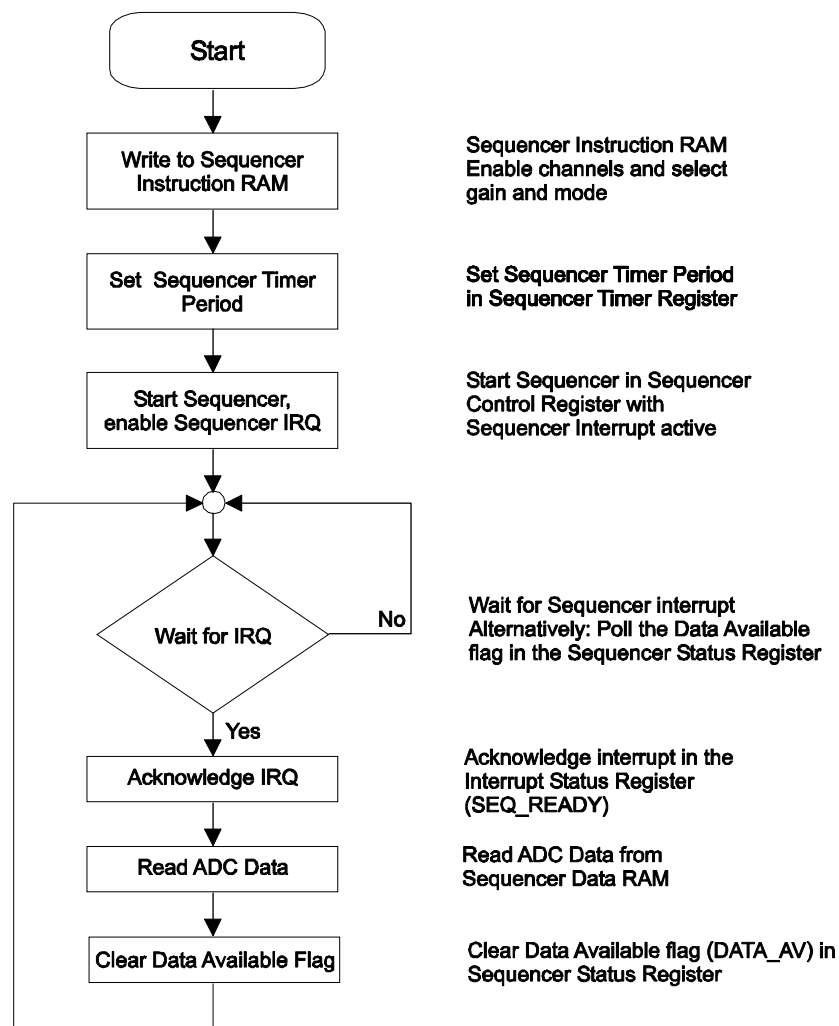 Start
Write to Sequencer
Instruction RAM
Sequencer Instruction RAM
Enable channels and select
gain and mode
Set Sequencer Timer
Period
Set Sequencer Timer Period
in Sequencer Timer Register
Start Sequencer,
enable Sequencer IRQ
Start Sequencer in Sequencer
Control Register with
Sequencer Interrupt active
Wait for IRQ
No
Wait for Sequencer interrupt
Alternatively: Poll the Data Available
flag in the Sequencer Status Register
Yes
Acknowledge IRQ
Acknowledge interrupt in the
Interrupt Status Register
(SEQ_READY)
Read ADC Data
Read ADC Data from
Sequencer Data RAM
Clear Data Available Flag
Clear Data Available flag (DATA_AV) in
Sequencer Status Register